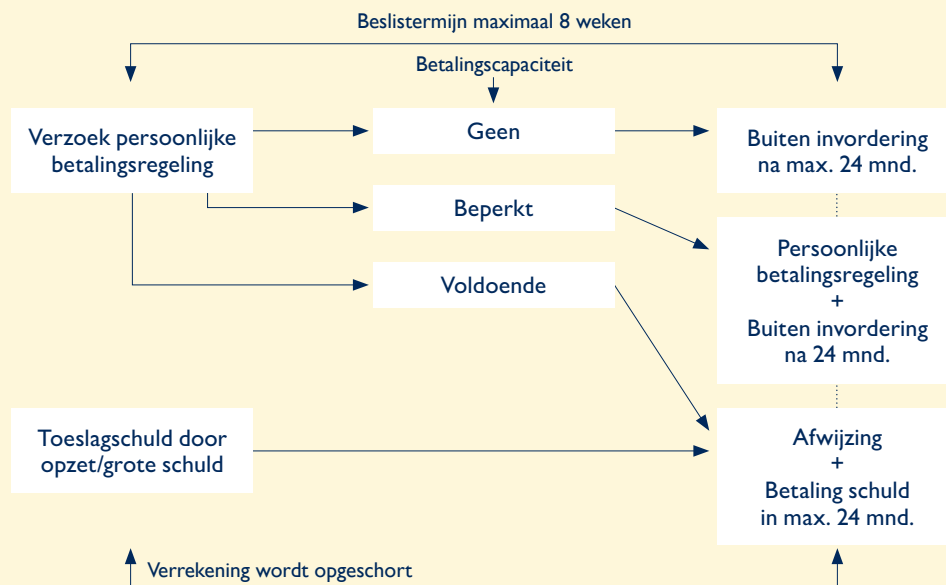 Beslistermijn maximaal 8 weken
Betalingscapaciteit
Verzoek persoonlijke
betalingsregeling
Geen
Buiten invordering
na max. 24 mnd.
Beperkt
Persoonlijke
betalingsregeling
+
Buiten invordering
na 24 mnd.
Voldoende
Toeslagschuld door
opzet/grote schuld
Afwijzing
+
Betaling schuld
in max. 24 mnd.
Verrekening wordt opgeschort